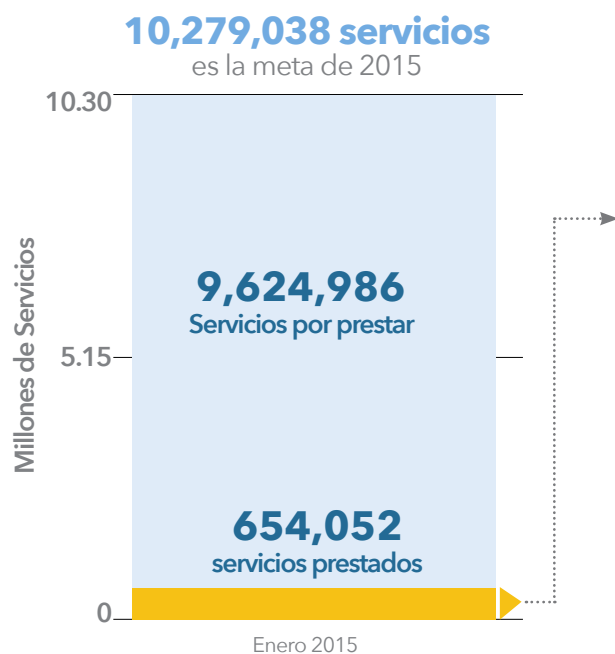 10,279,038 servicios
es la meta de 2015
10.30
Millones de Servicios
9,624,986
Servicios por prestar
5.15
654,052
servicios prestados
0
Enero 2015